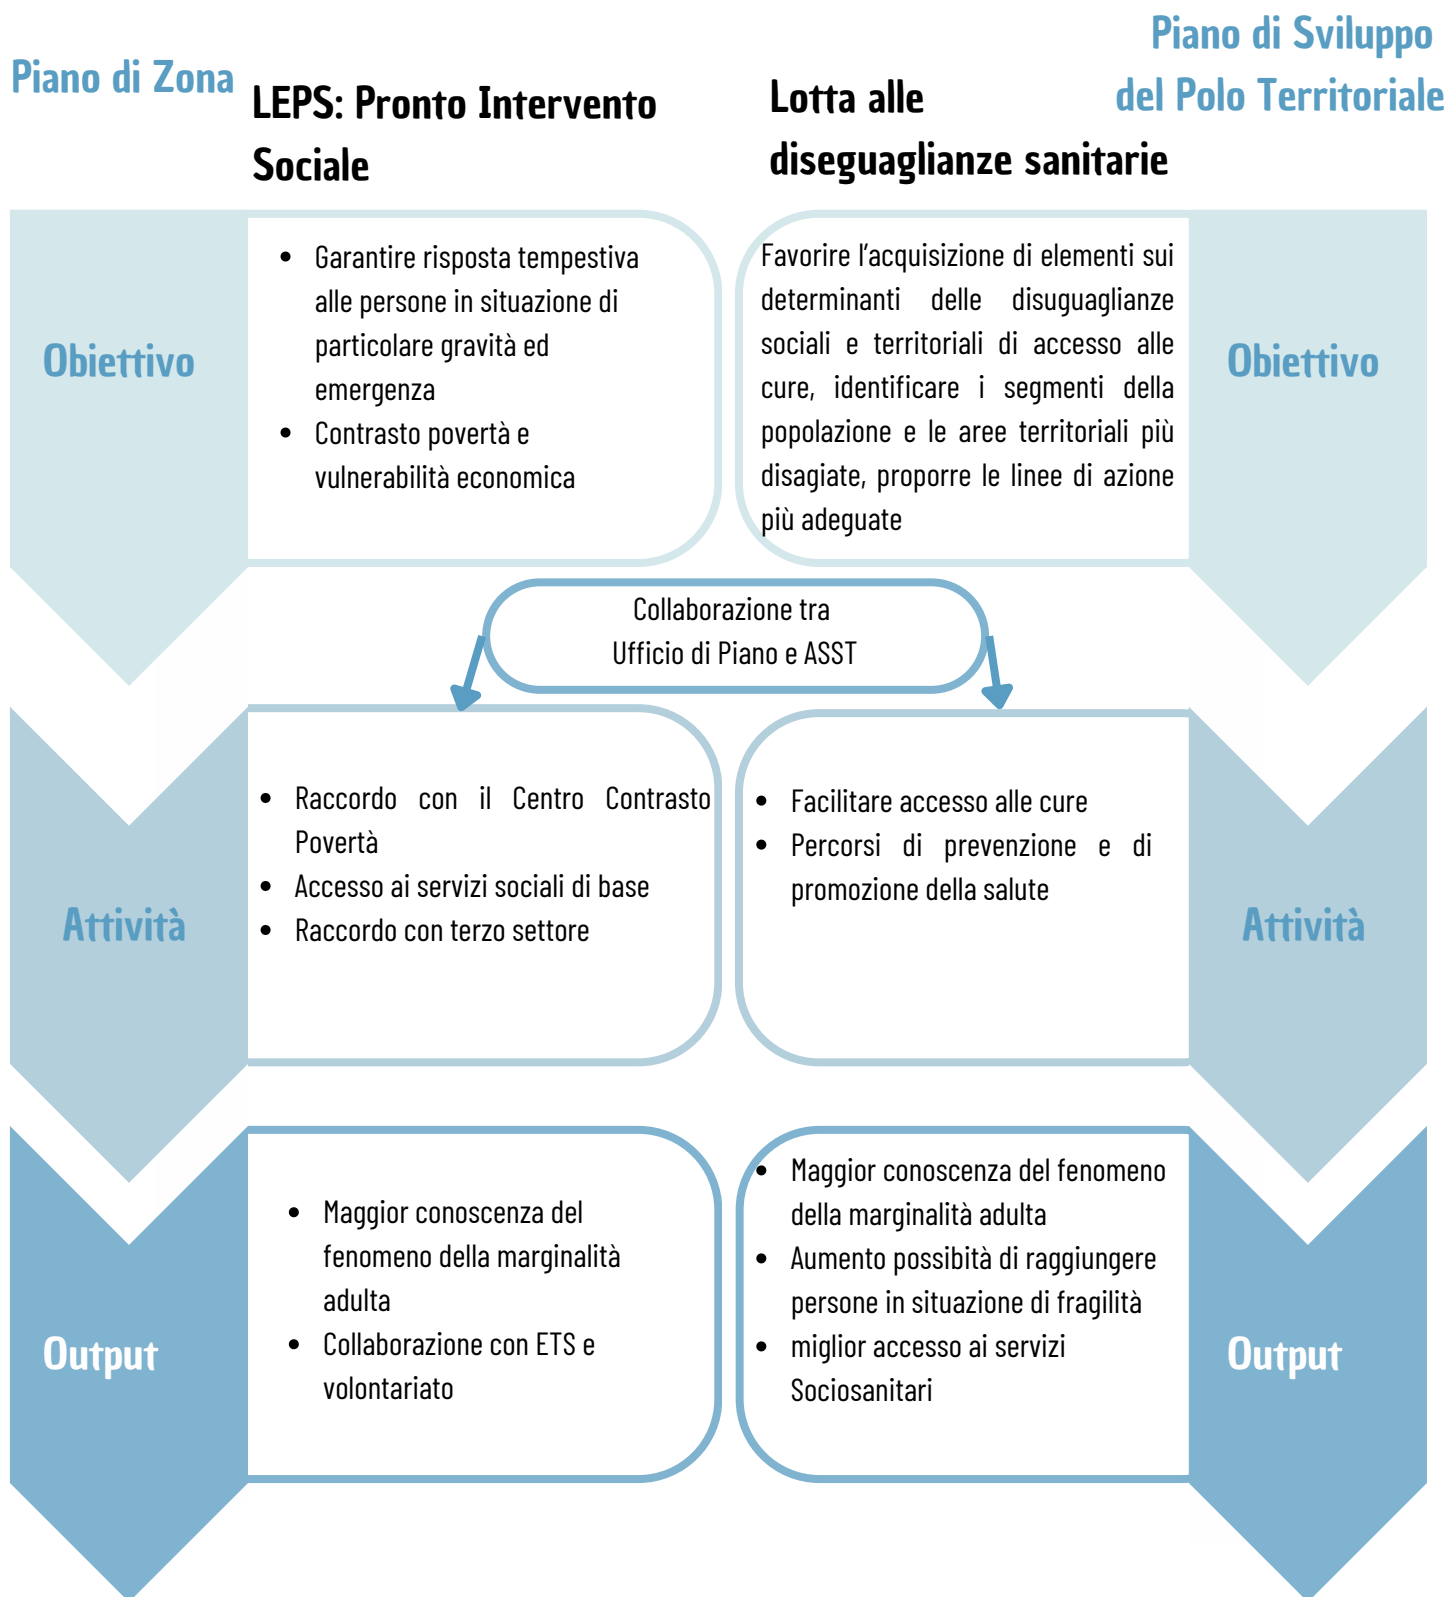 Piano di Zona
LEPS: Pronto Intervento
Sociale
Lotta alle
diseguaglianze sanitarie
Piano di Sviluppo
del Polo Territoriale
Obiettivo
• Garantire risposta tempestiva
alle persone in situazione di
particolare gravità ed
emergenza
• Contrasto povertà e
vulnerabilità economica
Favorire l'acquisizione di elementi sui
determinanti delle disuguaglianze
sociali e territoriali di accesso alle
cure, identificare i segmenti della
popolazione e le aree territoriali più
disagiate, proporre le linee di azione
più adeguate
Obiettivo
Collaborazione tra
Ufficio di Piano e ASST
Attività
• Raccordo con il Centro Contrasto
Povertà
• Accesso ai servizi sociali di base
• Raccordo con terzo settore
• Facilitare accesso alle cure
• Percorsi di prevenzione e di
promozione della salute
Attività
Output
• Maggior conoscenza del
fenomeno della marginalità
adulta
• Collaborazione con ETS e
volontariato
• Maggior conoscenza del fenomeno
della marginalità adulta
• Aumento possibità di raggiungere
persone in situazione di fragilità
• miglior accesso ai servizi
Sociosanitari
Output